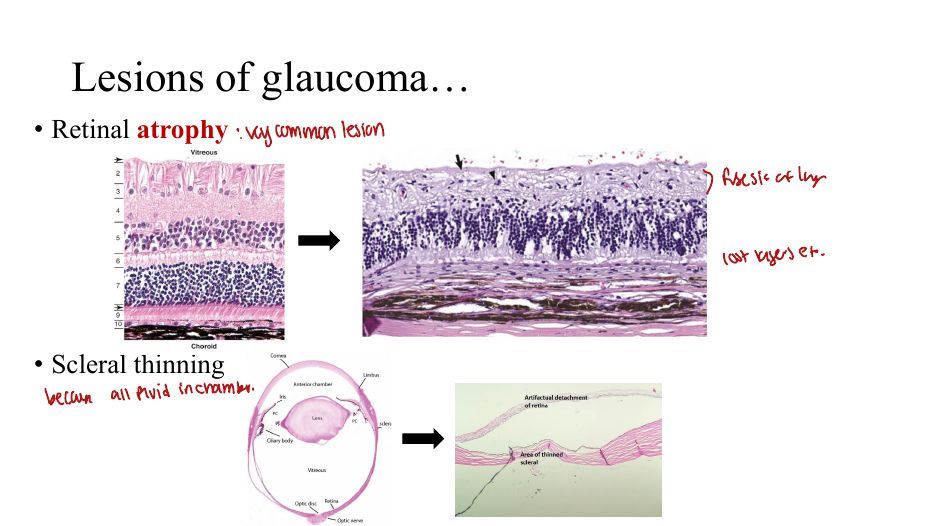 Lesions of glaucoma…
• Retinal atrophy : very common lesion
Vitreous
2
3
4
5
6
7
9
10
Choroid
lost layers etc.
• Scleral thinning
because all fluid in chamber.
Cornea
Limbus
Anterior chamber
Iris
PC
Lens
PC
sclera
Ciliary body
Vitreous
Optic disc
Retina
Optic nerve
Artifactual detachment
of retina
Area of thinned
scleral